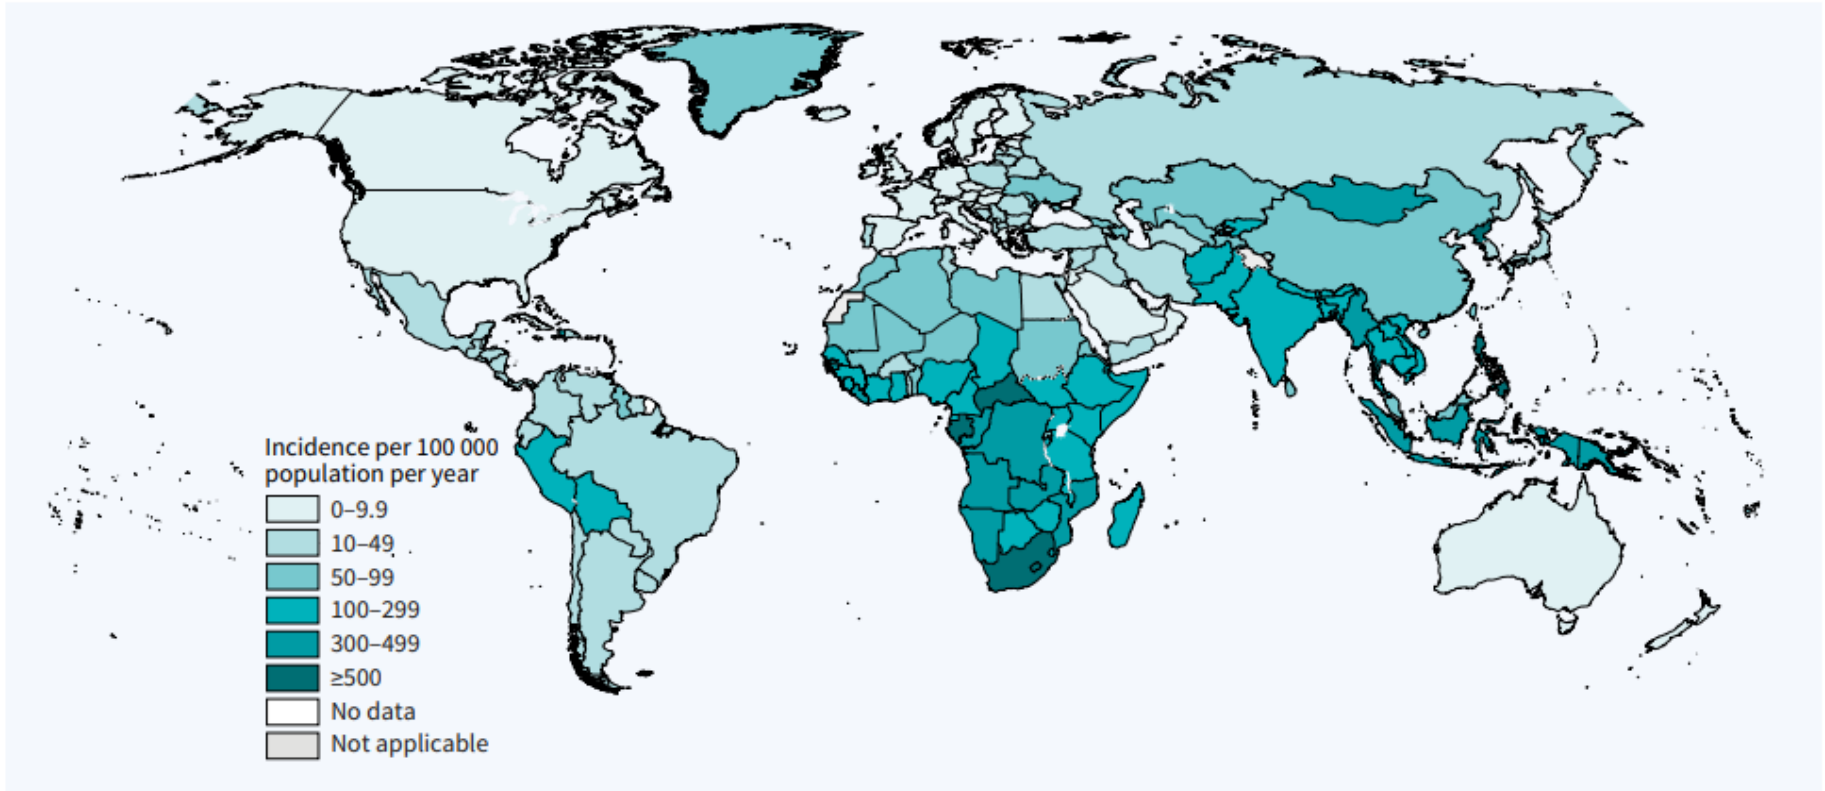 Incidence per 100 000
population per year
0–9.9
10–49
50–99
100–299
300–499
≥500
No data
Not applicable